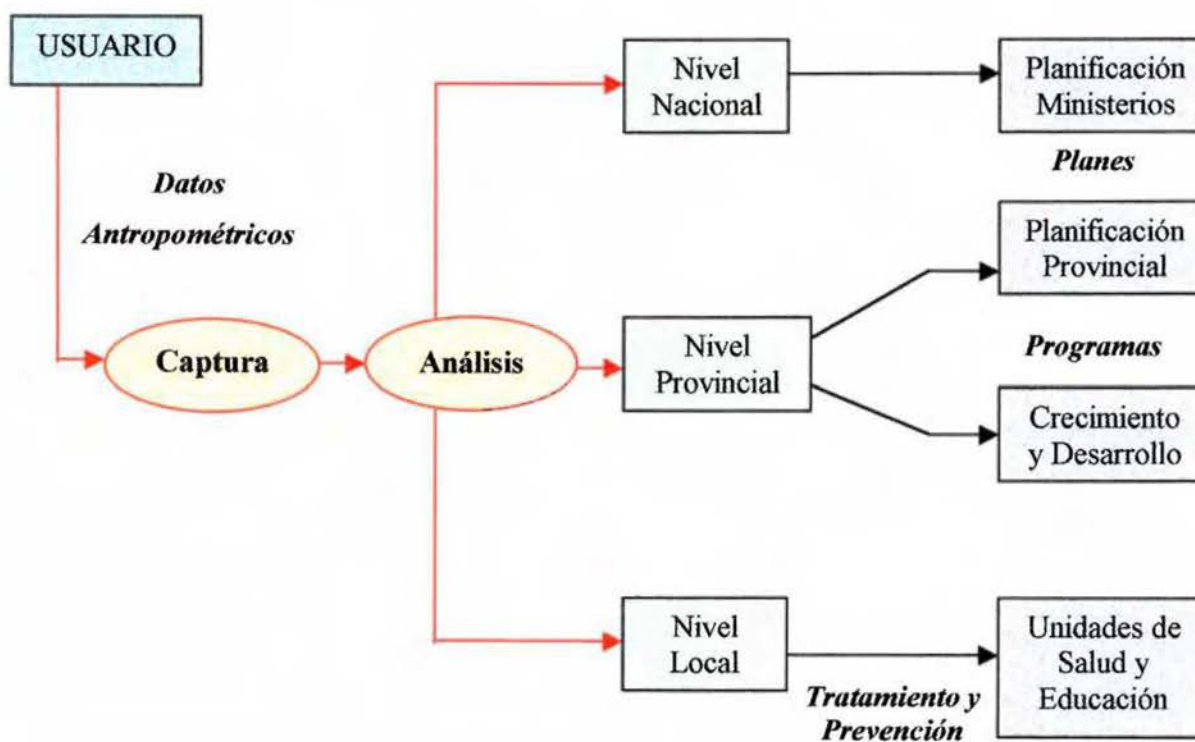 USUARIO
Datos
Antropométricos
Captura
Análisis
Nivel
Nacional
Planificación
Ministerios
Planes
Planificación
Provincial
Nivel
Provincial
Programas
Crecimiento
y Desarrollo
Nivel
Local
Tratamiento y
Prevención
Unidades de
Salud y
Educación